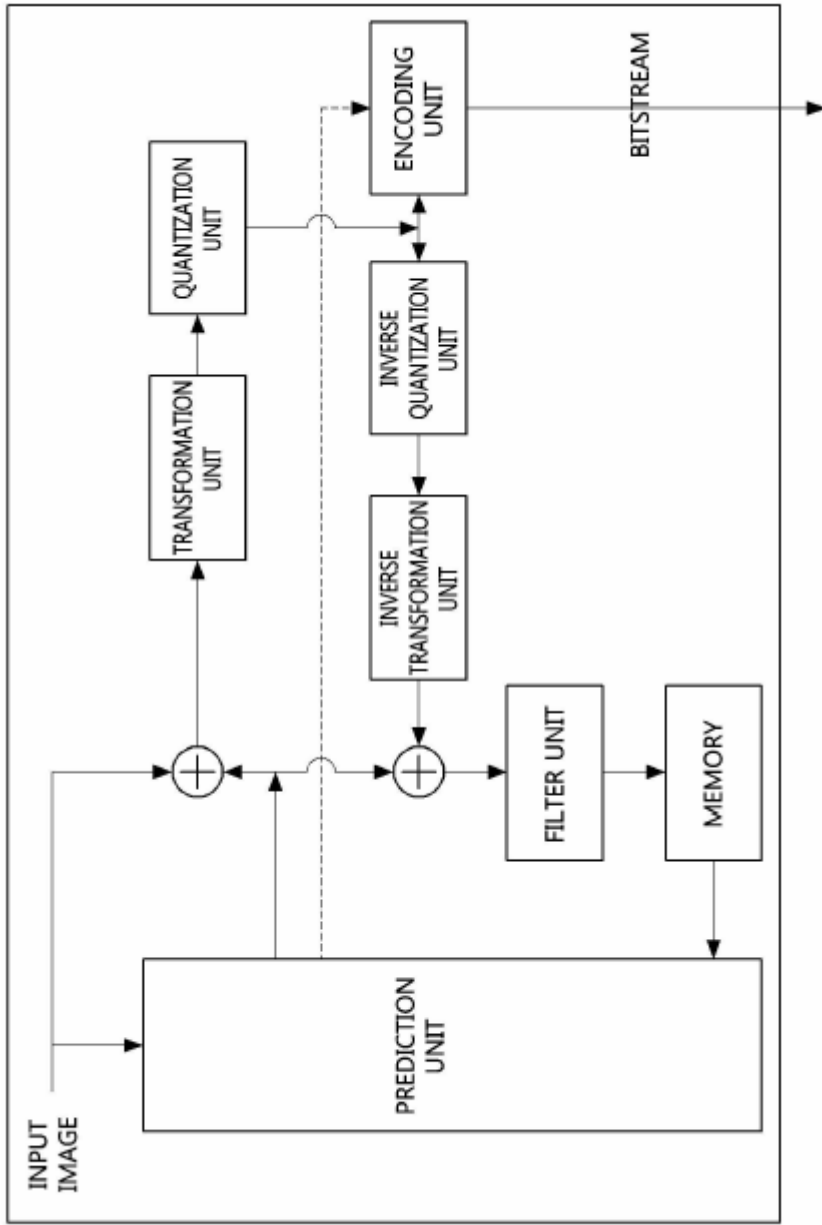 INPUT
IMAGE
TRANSFORMATION
UNIT
QUANTIZATION
UNIT
PREDICTION
UNIT
INVERSE
TRANSFORMATION
UNIT
INVERSE
QUANTIZATION
UNIT
ENCODING
UNIT
FILTER UNIT
MEMORY
BITSTREAM